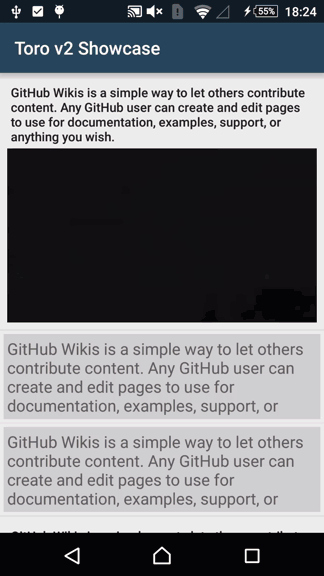 55% 18:24
Toro v2 Showcase
GitHub Wikis is a simple way to let others contribute
content. Any GitHub user can create and edit pages
to use for documentation, examples, support, or
anything you wish.
GitHub Wikis is a simple way to let others
contribute content. Any GitHub user can
create and edit pages to use for
documentation, examples, support, or
GitHub Wikis is a simple way to let others
contribute content. Any GitHub user can
create and edit pages to use for
documentation, examples, support, or